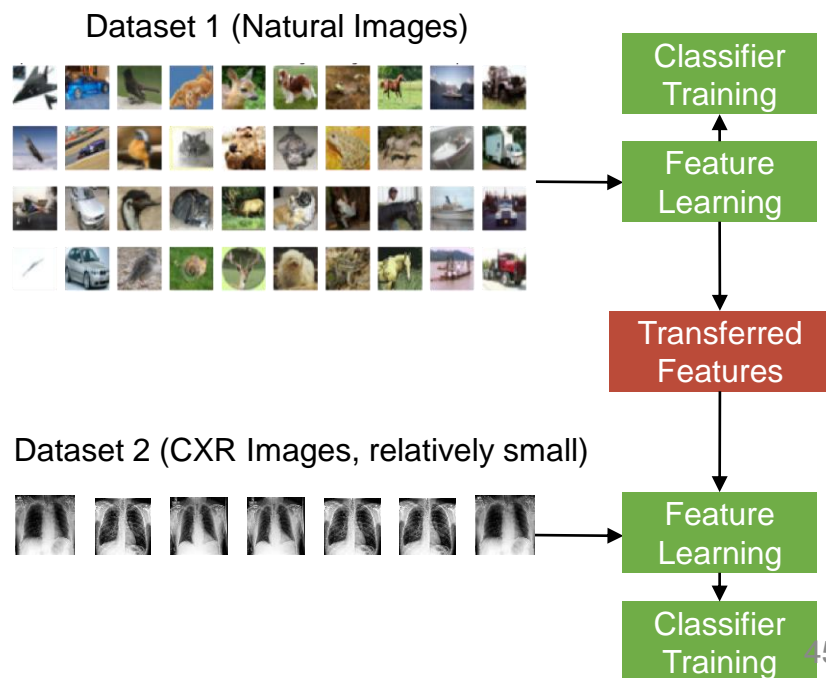 Dataset 1 (Natural Images)
Classifier
Training
Feature
Learning
Transferred
Features
Dataset 2 (CXR Images, relatively small)
Feature
Learning
Classifier
Training
45